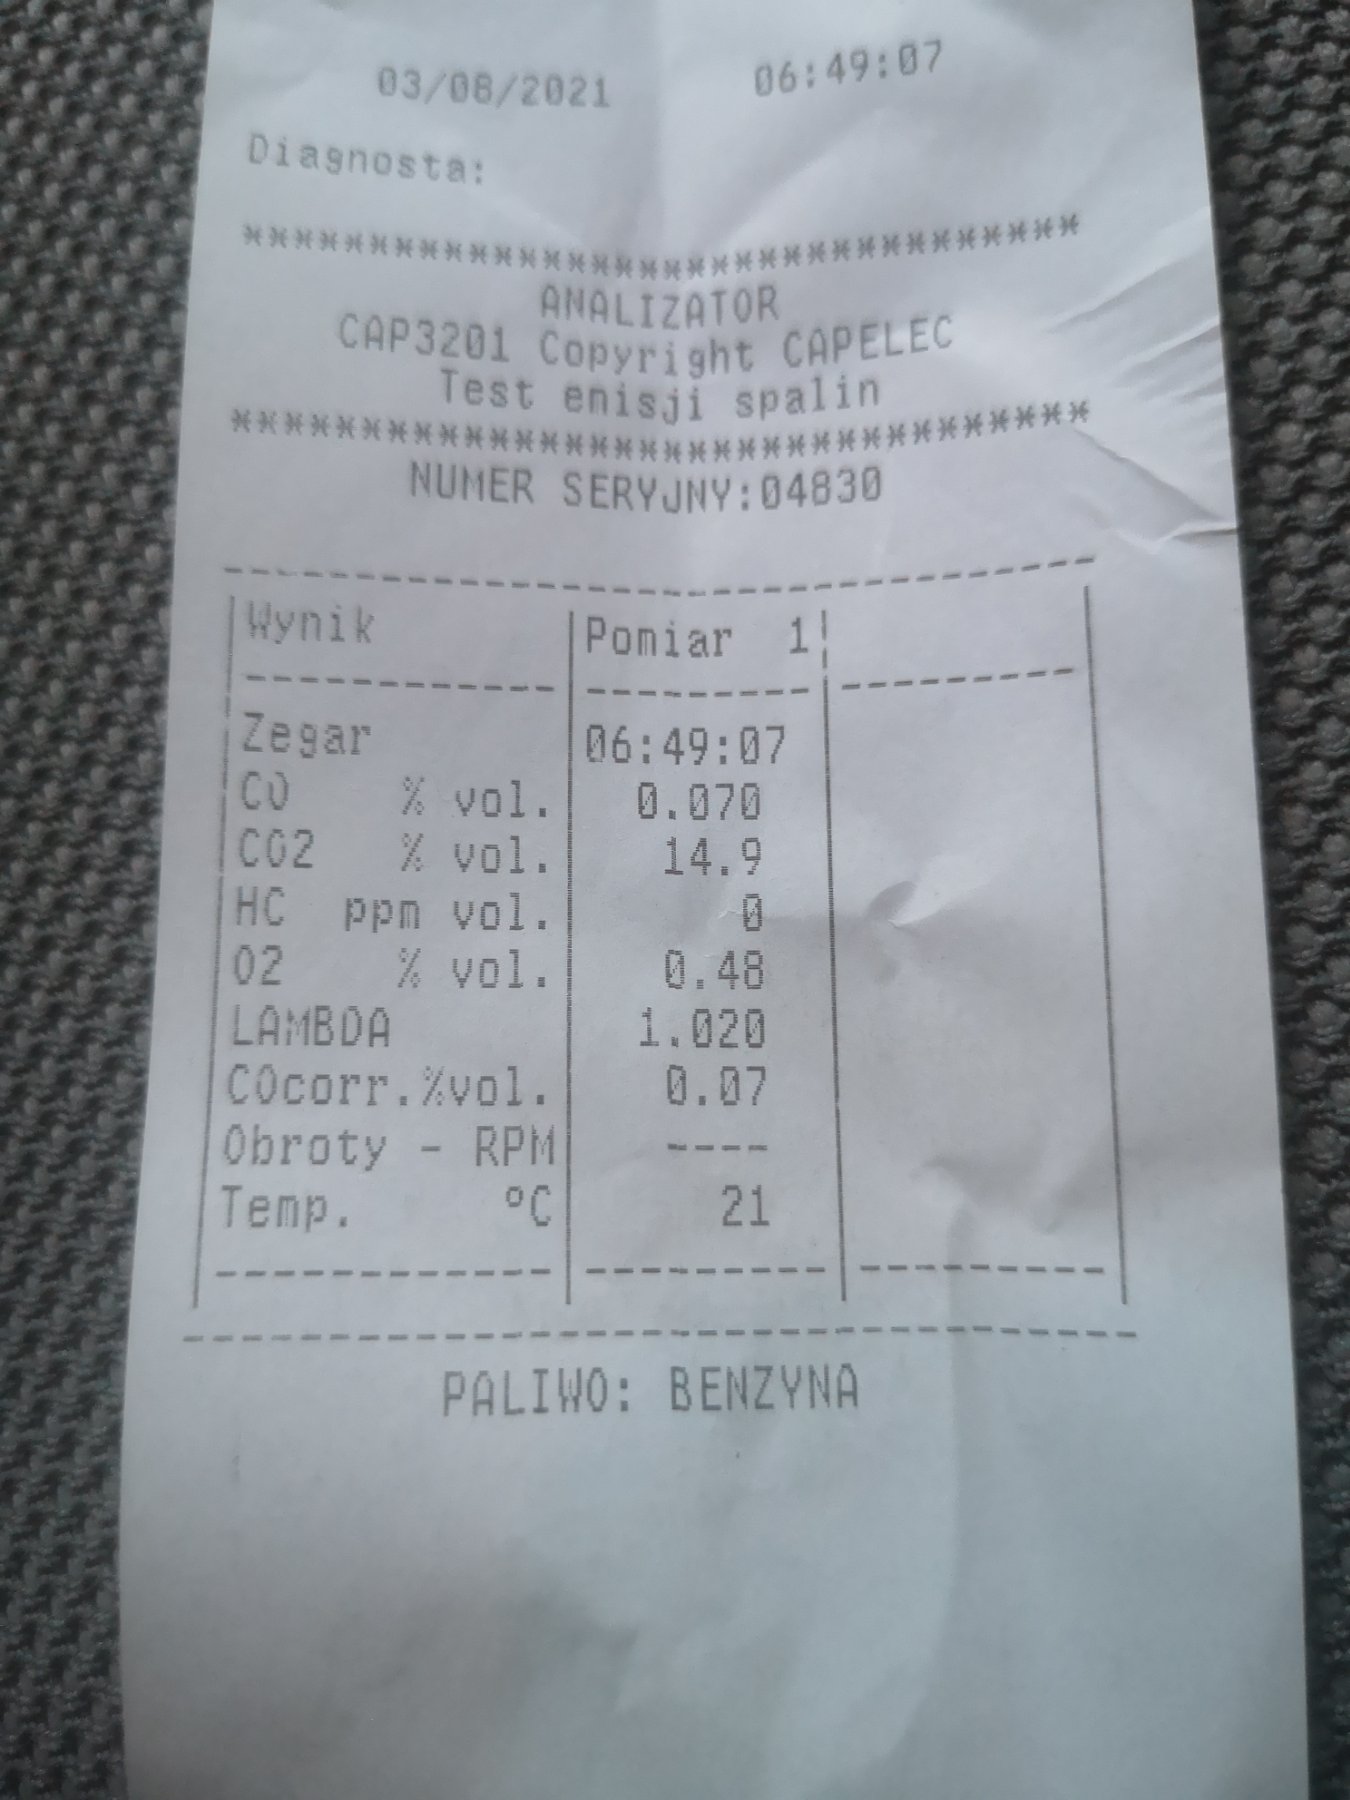 03/08/2021 06:49:07
Diagnosta:
**********************************
ANALIZATOR
CAP3201 Copyright CAPELEC
Test emisji spalin
**********************************
NUMER SERYJNY:04830
Wynik Pomiar 1
Zegar 06:49:07
CO % vol. 0.070
CO2 % vol. 14.9
HC ppm vol. 0
O2 % vol. 0.48
LAMBDA 1.020
COcorr.%vol. 0.07
Obroty - RPM ----
Temp. ºC 21
PALIWO: BENZYNA